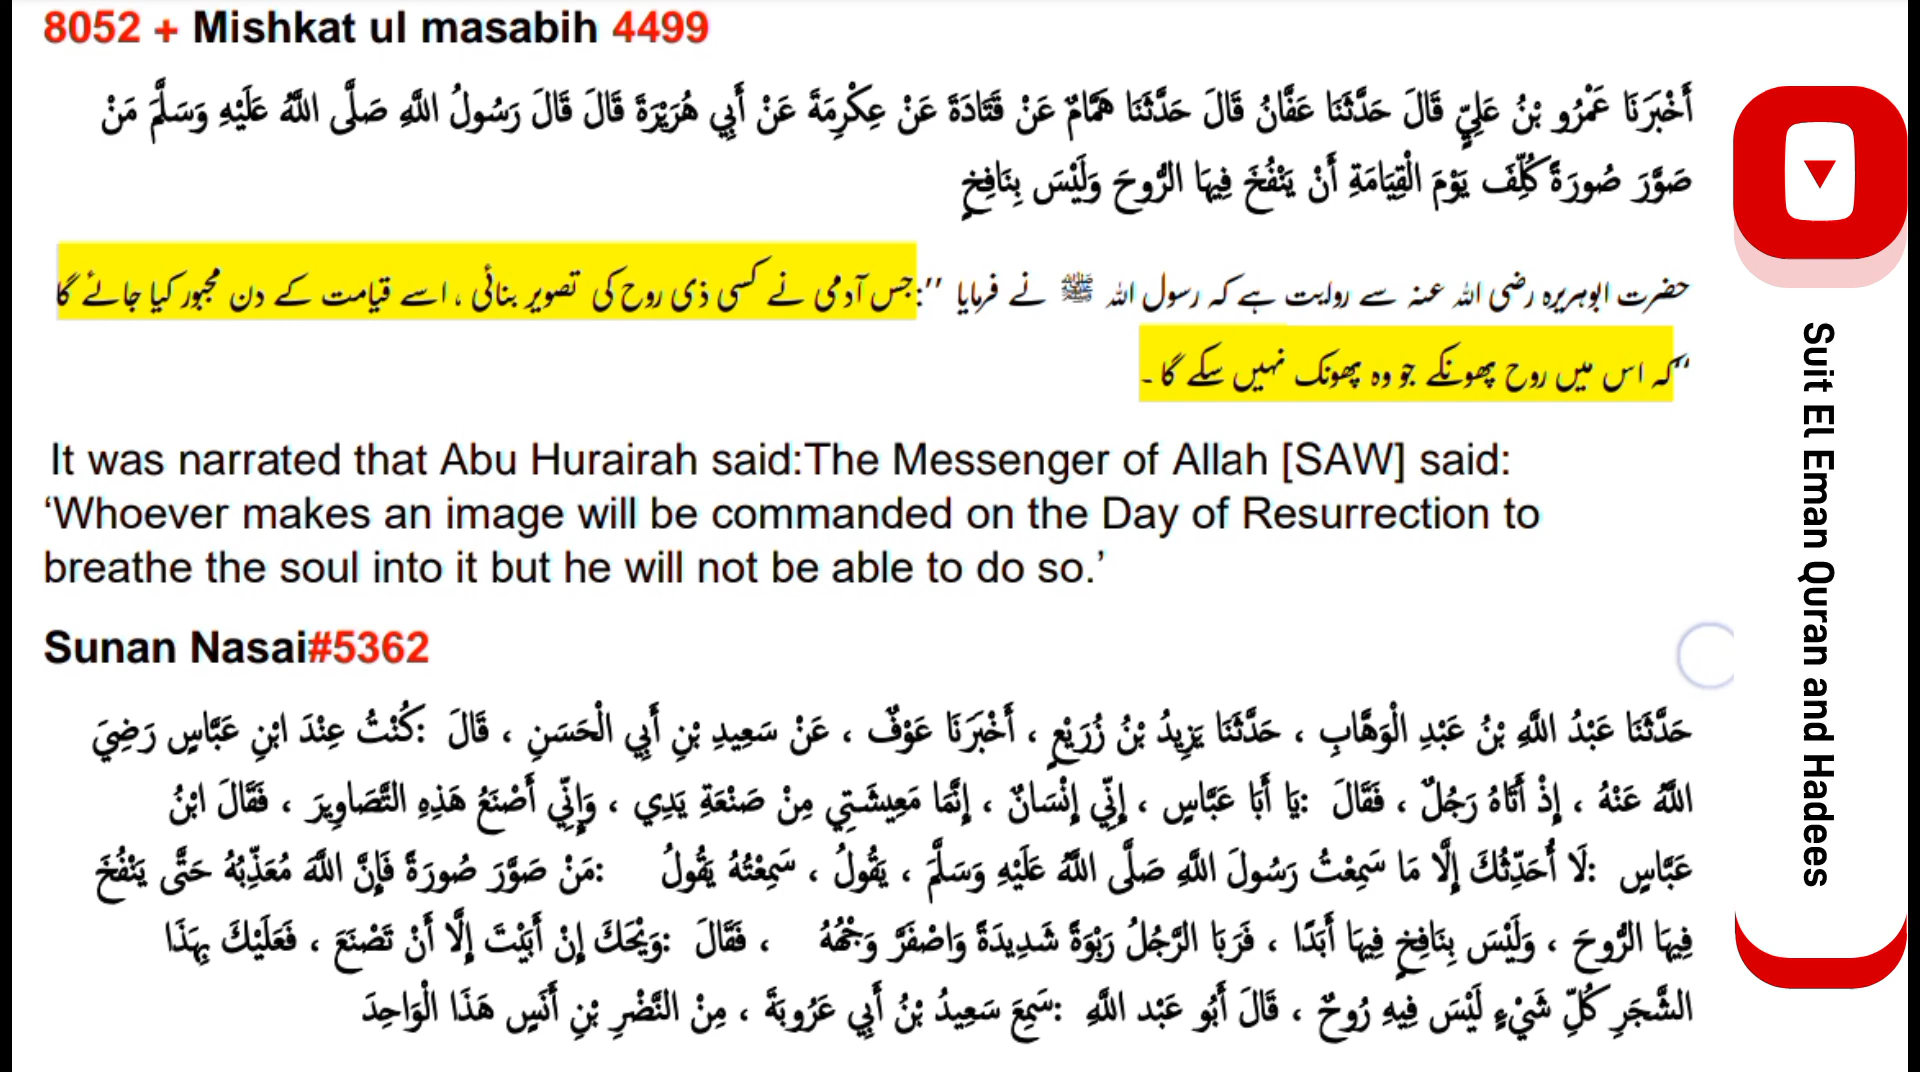 8052 + Mishkat ul masabih 4499
أَخْبَرَنَا عَمْرُو بْنُ عَلِيٍّ قَالَ حَدَّثَنَا عَفَّانُ قَالَ حَدَّثَنَا هَمَّامٌ عَنْ قَتَادَةَ عَنْ عِكْرِمَةَ عَنْ أَبِي هُرَيْرَةَ قَالَ قَالَ رَسُولُ اللَّهِ صَلَّى اللَّهُ عَلَيْهِ وَسَلَّمَ مَنْ
صَوَّرَ صُورَةً كُلِّفَ يَوْمَ الْقِيَامَةِ أَنْ يَنْفُخَ فِيهَا الرُّوحَ وَلَيْسَ بِنَافِخٍ
حضرت ابوہریرہ رضی اللہ عنہ سے روایت ہے کہ رسول اللہ ﷺ نے فرمایا ’’:جس آدمی نے کسی ذی روح کی تصویر بنائی ، اسے قیامت کے دن مجبور کیا جائے گا
‘‘کہ اس میں روح پھونکے جو وہ پھونک نہیں سکے گا ۔
It was narrated that Abu Hurairah said:The Messenger of Allah [SAW] said:
‘Whoever makes an image will be commanded on the Day of Resurrection to
breathe the soul into it but he will not be able to do so.’
Sunan Nasai#5362
حَدَّثَنَا عَبْدُ اللَّهِ بْنُ عَبْدِ الْوَهَّابِ ، حَدَّثَنَا يَزِيدُ بْنُ زُرَيْعٍ ، أَخْبَرَنَا عَوْفٌ ، عَنْ سَعِيدِ بْنِ أَبِي الْحَسَنِ ، قَالَ :كُنْتُ عِنْدَ ابْنِ عَبَّاسٍ رَضِيَ
اللَّهُ عَنْهُ ، إِذْ أَتَاهُ رَجُلٌ ، فَقَالَ :يَا أَبَا عَبَّاسٍ ، إِنِّي إِنْسَانٌ ، إِنَّمَا مَعِيشَتِي مِنْ صَنْعَةِ يَدِي ، وَإِنِّي أَصْنَعُ هَذِهِ التَّصَاوِيرَ ، فَقَالَ ابْنُ
عَبَّاسٍ :لَا أُحَدِّثُكَ إِلَّا مَا سَمِعْتُ رَسُولَ اللَّهِ صَلَّى اللَّهُ عَلَيْهِ وَسَلَّمَ ، يَقُولُ ، سَمِعْتُهُ يَقُولُ :مَنْ صَوَّرَ صُورَةً فَإِنَّ اللَّهَ مُعَذِّبُهُ حَتَّى يَنْفُخَ
فِيهَا الرُّوحَ ، وَلَيْسَ بِنَافِخٍ فِيهَا أَبَدًا ، فَرَبَا الرَّجُلُ رَبْوَةً شَدِيدَةً وَاصْفَرَّ وَجْهُهُ ، فَقَالَ :وَيْحَكَ إِنْ أَبَيْتَ إِلَّا أَنْ تَصْنَعَ ، فَعَلَيْكَ بِهَذَا
الشَّجَرِ كُلِّ شَيْءٍ لَيْسَ فِيهِ رُوحٌ ، قَالَ أَبُو عَبْد اللَّهِ :سَمِعَ سَعِيدُ بْنُ أَبِي عَرُوبَةَ ، مِنْ النَّضْرِ بْنِ أَنَسٍ هَذَا الْوَاحِدَ
Suit El Eman Quran and Hadees